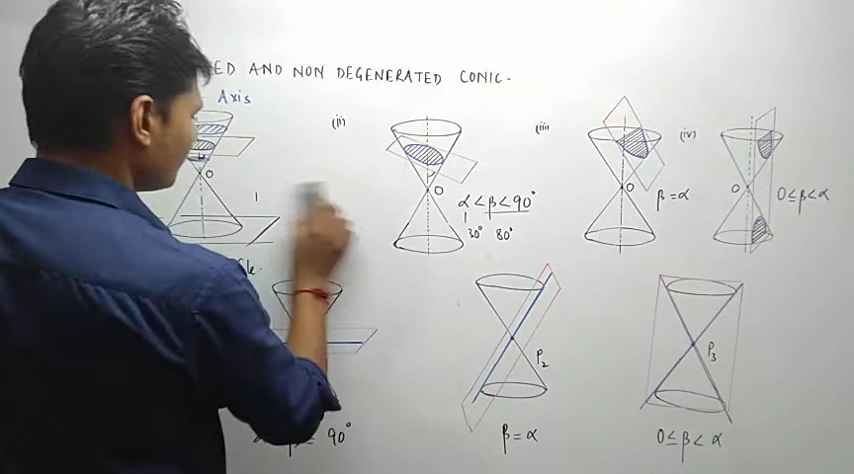 ED AND NON DEGENERATED CONIC.
Axis
(ii)
(iii)
(iv)
O
O
O
O
α < β < 90°
30° 80°
β = α
0 ≤ β < α
P2
P3
= 90°
β = α
0 ≤ β < α